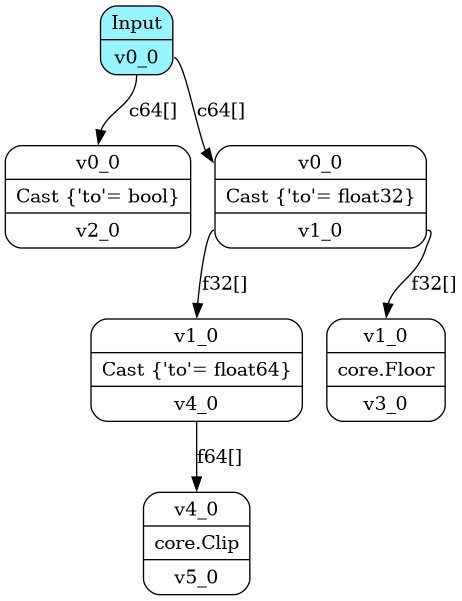 Input
v0_0
c64[]
c64[]
v0_0
Cast {'to'= bool}
v2_0
v0_0
Cast {'to'= float32}
v1_0
f32[]
f32[]
v1_0
Cast {'to'= float64}
v4_0
v1_0
core.Floor
v3_0
f64[]
v4_0
core.Clip
v5_0